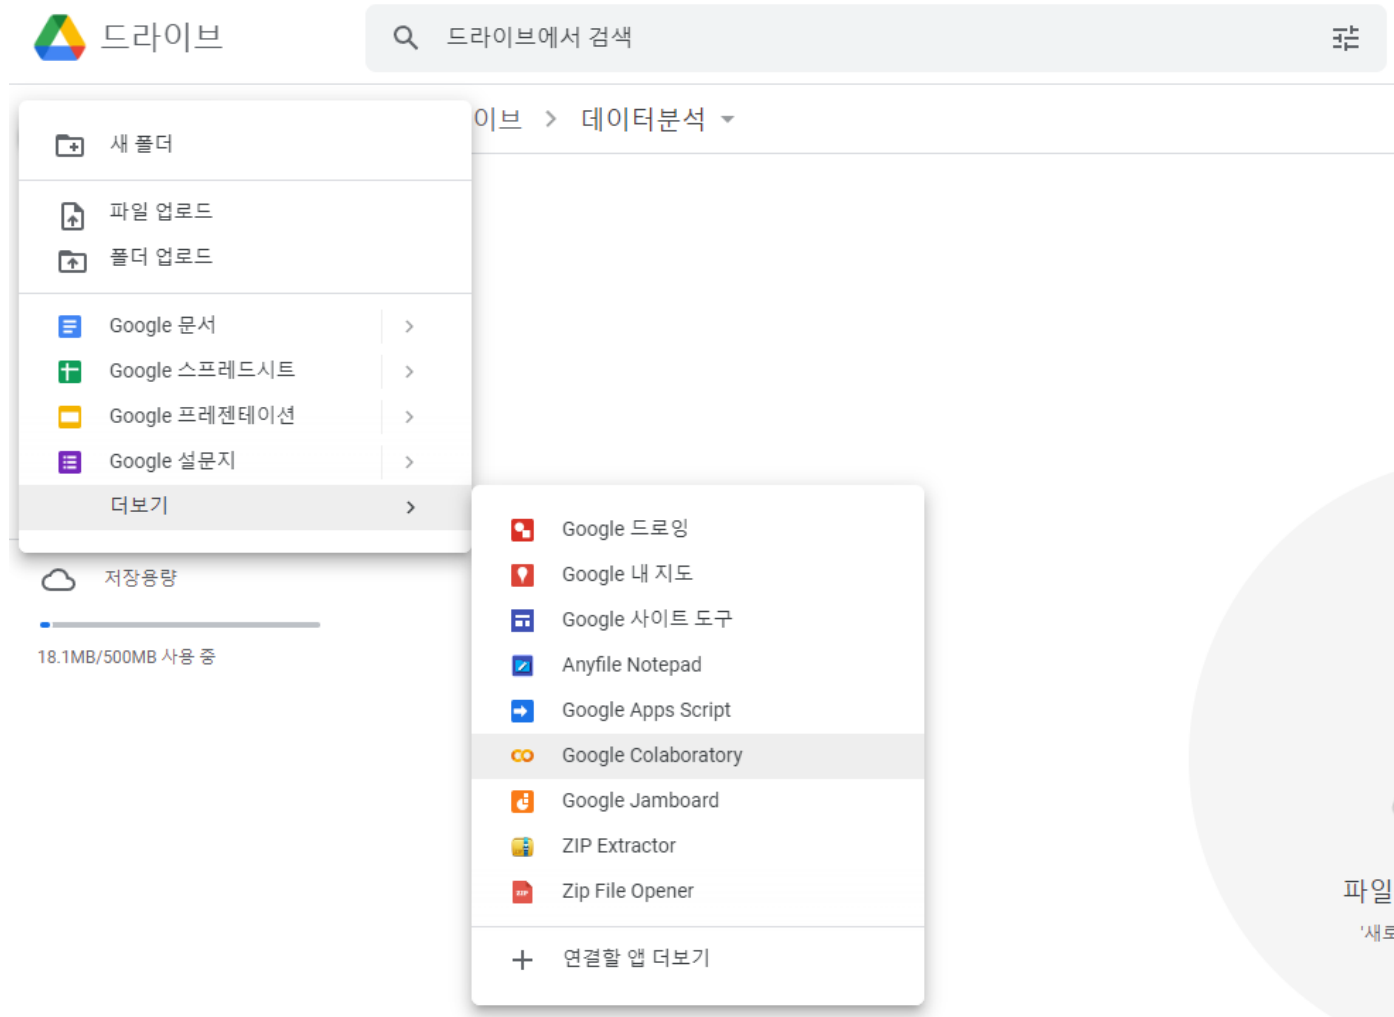 드라이브
드라이브에서 검색
이브 > 데이터분석
새 폴더
파일 업로드
폴더 업로드
Google 문서
Google 스프레드시트
Google 프레젠테이션
Google 설문지
더보기
Google 드로잉
Google 내 지도
Google 사이트 도구
Anyfile Notepad
Google Apps Script
Google Colaboratory
Google Jamboard
ZIP Extractor
Zip File Opener
연결할 앱 더보기
저장용량
18.1MB/500MB 사용 중
파일
'새로